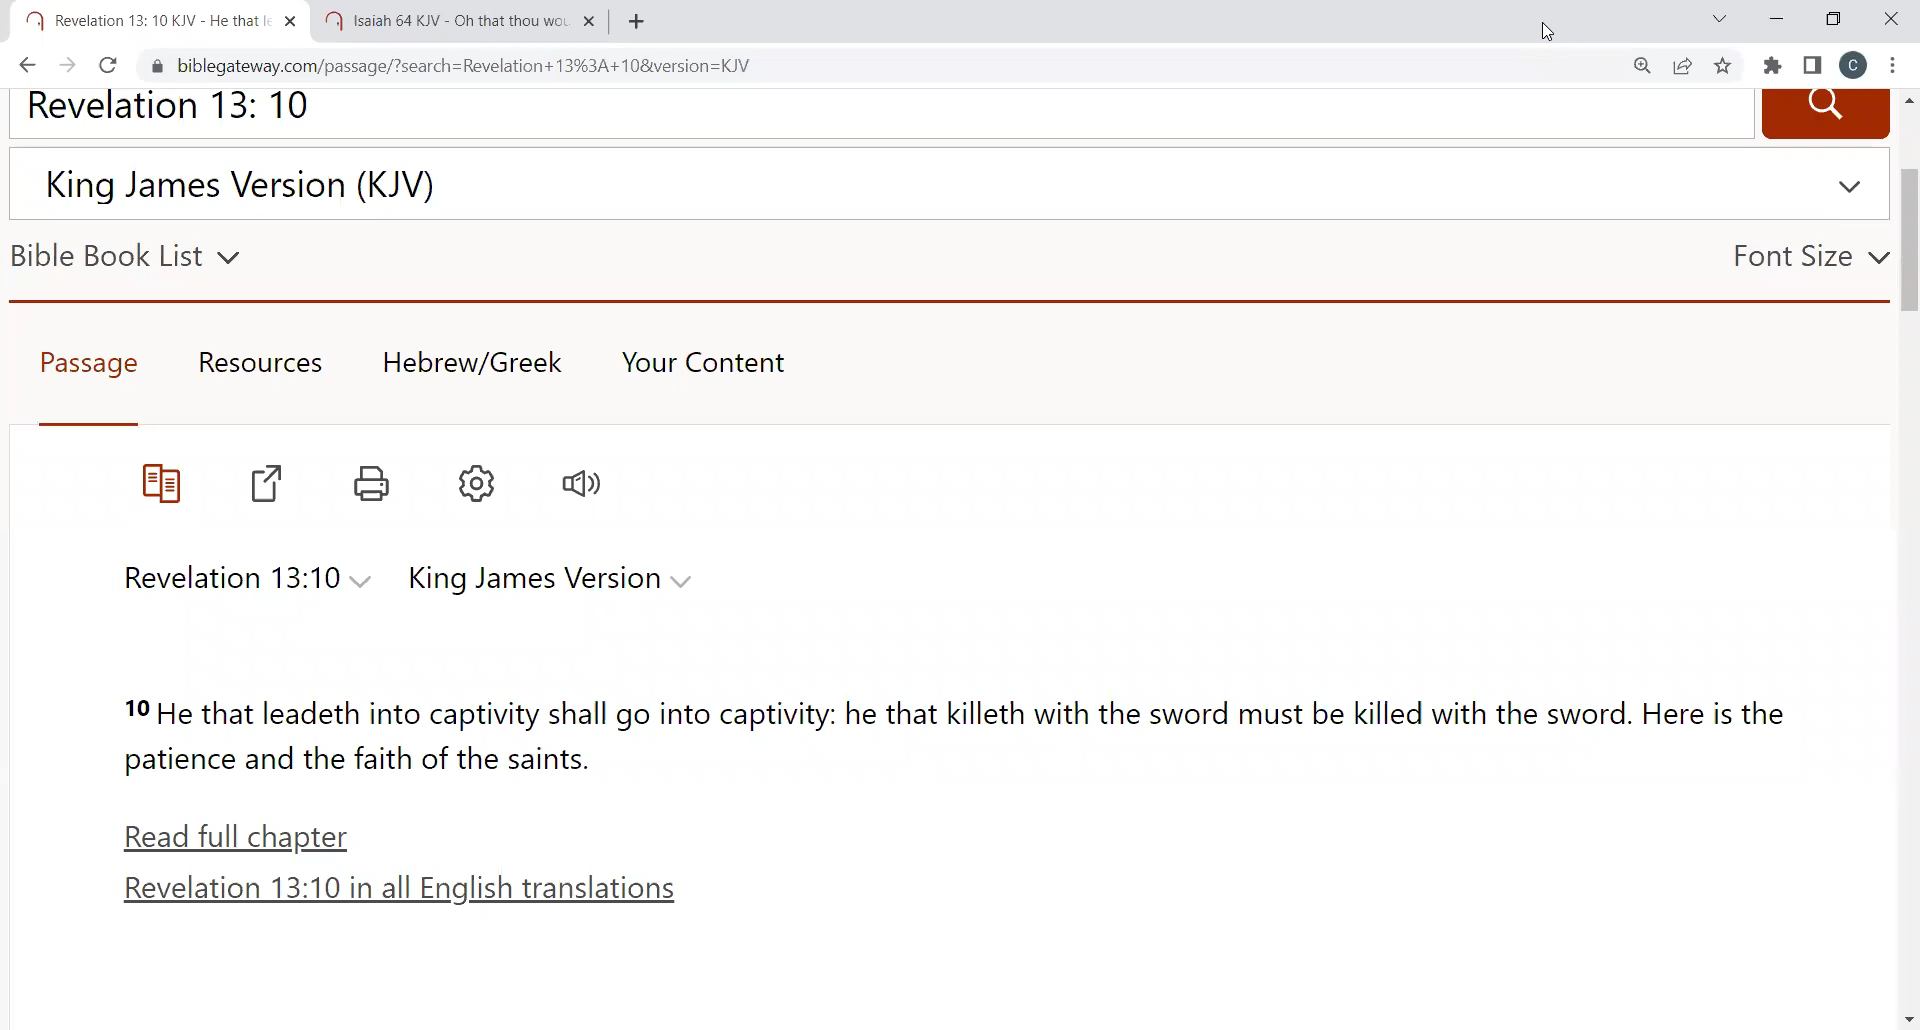 Revelation 13: 10 KJV - He that le
Isaiah 64 KJV - Oh that thou wou
biblegateway.com/passage/?search=Revelation+13%3A+10&version=KJV
C
Revelation 13: 10
King James Version (KJV)
Bible Book List
Font Size
Passage Resources Hebrew/Greek Your Content
Revelation 13:10 King James Version
10 He that leadeth into captivity shall go into captivity: he that killeth with the sword must be killed with the sword. Here is the
patience and the faith of the saints.
Read full chapter
Revelation 13:10 in all English translations